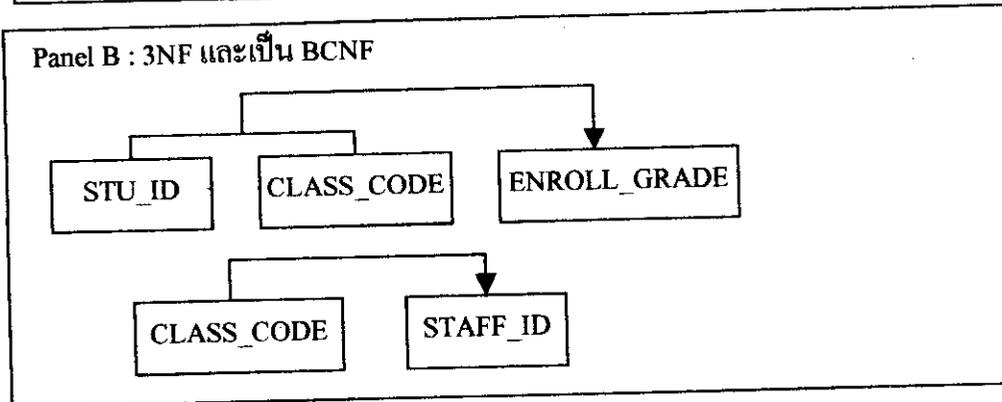 Panel B : 3NF และเป็น BCNF
STU_ID CLASS_CODE ENROLL_GRADE
CLASS_CODE STAFF_ID